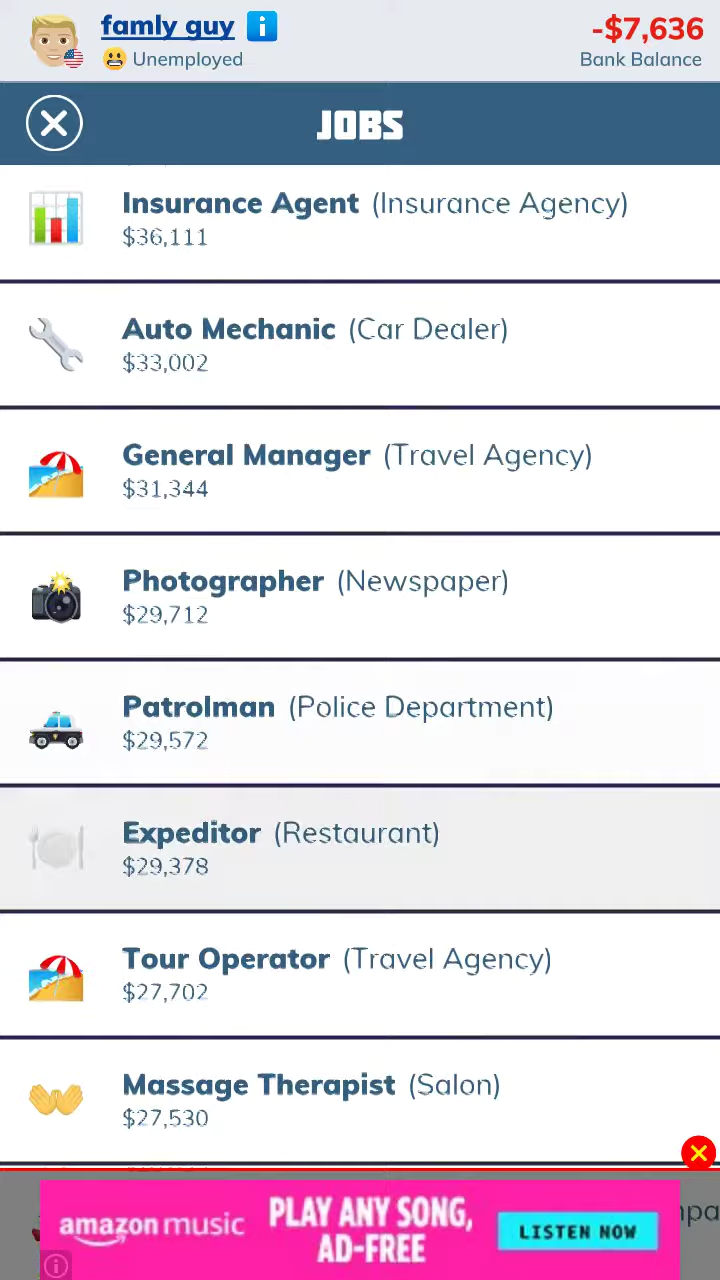 famly guy
-$7,636
Unemployed
Bank Balance
JOBS
Insurance Agent (Insurance Agency)
$36,111
Auto Mechanic (Car Dealer)
$33,002
General Manager (Travel Agency)
$31,344
Photographer (Newspaper)
$29,712
Patrolman (Police Department)
$29,572
Expeditor (Restaurant)
$29,378
Tour Operator (Travel Agency)
$27,702
Massage Therapist (Salon)
$27,530
amazon music
PLAY ANY SONG,
AD-FREE
LISTEN NOW